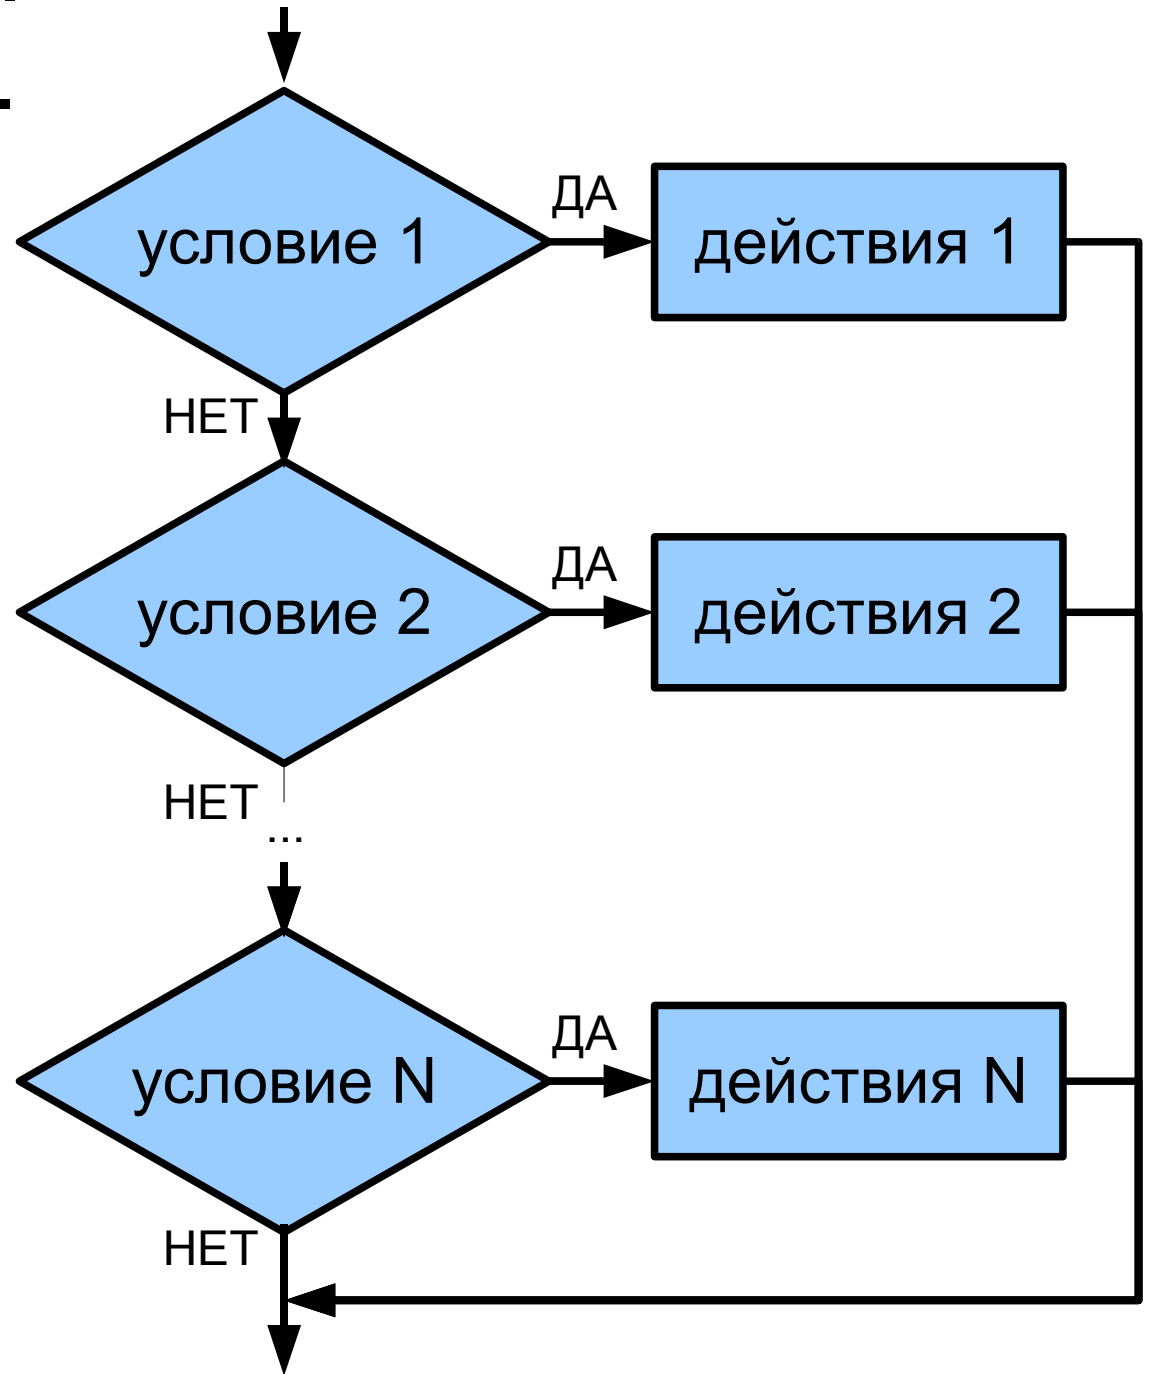 ДА
условие 1
действия 1
НЕТ
ДА
условие 2
действия 2
НЕТ
...
ДА
условие N
действия N
НЕТ